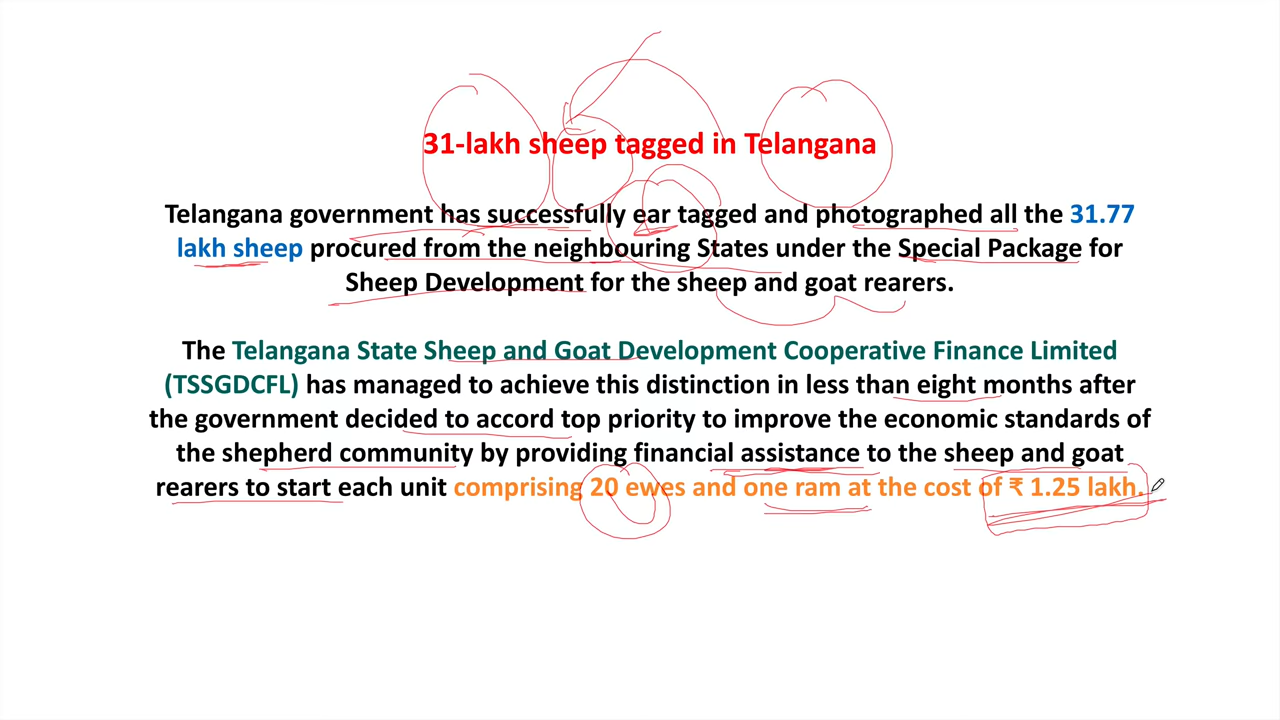 31-lakh sheep tagged in Telangana
Telangana government has successfully ear tagged and photographed all the 31.77
lakh sheep procured from the neighbouring States under the Special Package for
Sheep Development for the sheep and goat rearers.
The Telangana State Sheep and Goat Development Cooperative Finance Limited
(TSSGDCFL) has managed to achieve this distinction in less than eight months after
the government decided to accord top priority to improve the economic standards of
the shepherd community by providing financial assistance to the sheep and goat
rearers to start each unit comprising 20 ewes and one ram at the cost of ₹ 1.25 lakh.